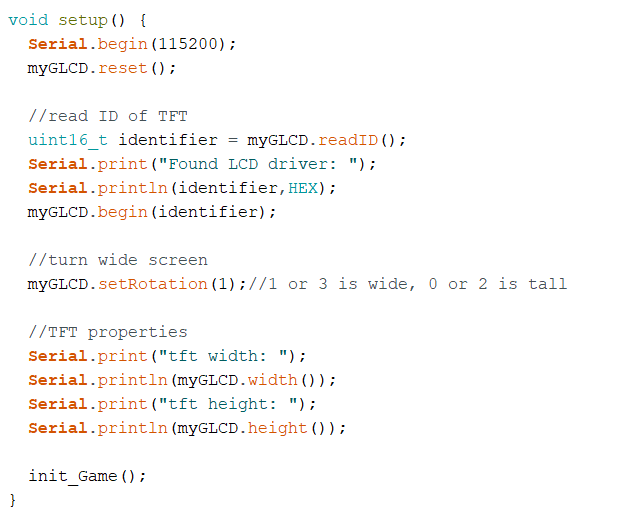 void setup() {
  Serial.begin(115200);
  myGLCD.reset();

  //read ID of TFT
  uint16_t identifier = myGLCD.readID();
  Serial.print("Found LCD driver: ");
  Serial.println(identifier,HEX);
  myGLCD.begin(identifier);

  //turn wide screen
  myGLCD.setRotation(1);//1 or 3 is wide, 0 or 2 is tall

  //TFT properties
  Serial.print("tft width: ");
  Serial.println(myGLCD.width());
  Serial.print("tft height: ");
  Serial.println(myGLCD.height());

  init_Game();
}